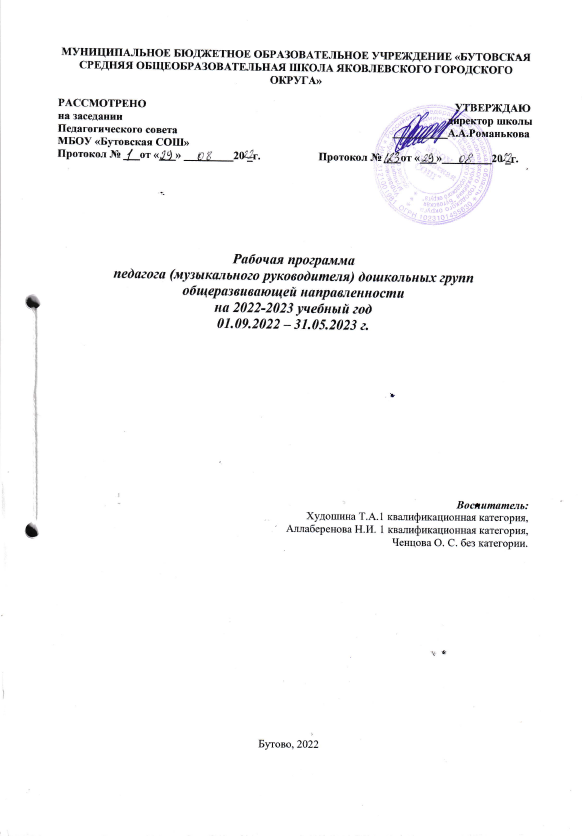 МУНИЦИПАЛЬНОЕ БЮДЖЕТНОЕ ОБРАЗОВАТЕЛЬНОЕ УЧРЕЖДЕНИЕ «БУТОВСКАЯ
СРЕДНЯЯ ОБЩЕОБРАЗОВАТЕЛЬНАЯ ШКОЛА ЯКОВЛЕВСКОГО ГОРОДСКОГО
ОКРУГА»
РАССМОТРЕНО
на заседании
Педагогического совета
МБОУ «Бутовская СОШ»
Протокол № 1 от «29» 08 2022г.
УТВЕРЖДАЮ
директор школы
А.А.Романькова
Протокол № 123 от «29» 08 2022г.
Рабочая программа
педагога (музыкального руководителя) дошкольных групп
общеразвивающей направленности
на 2022-2023 учебный год
01.09.2022 – 31.05.2023 г.
Воспитатель:
Худошина Т.А.1 квалификационная категория,
Аллаберенова Н.И. 1 квалификационная категория,
Ченцова О. С. без категории.
Бутово, 2022